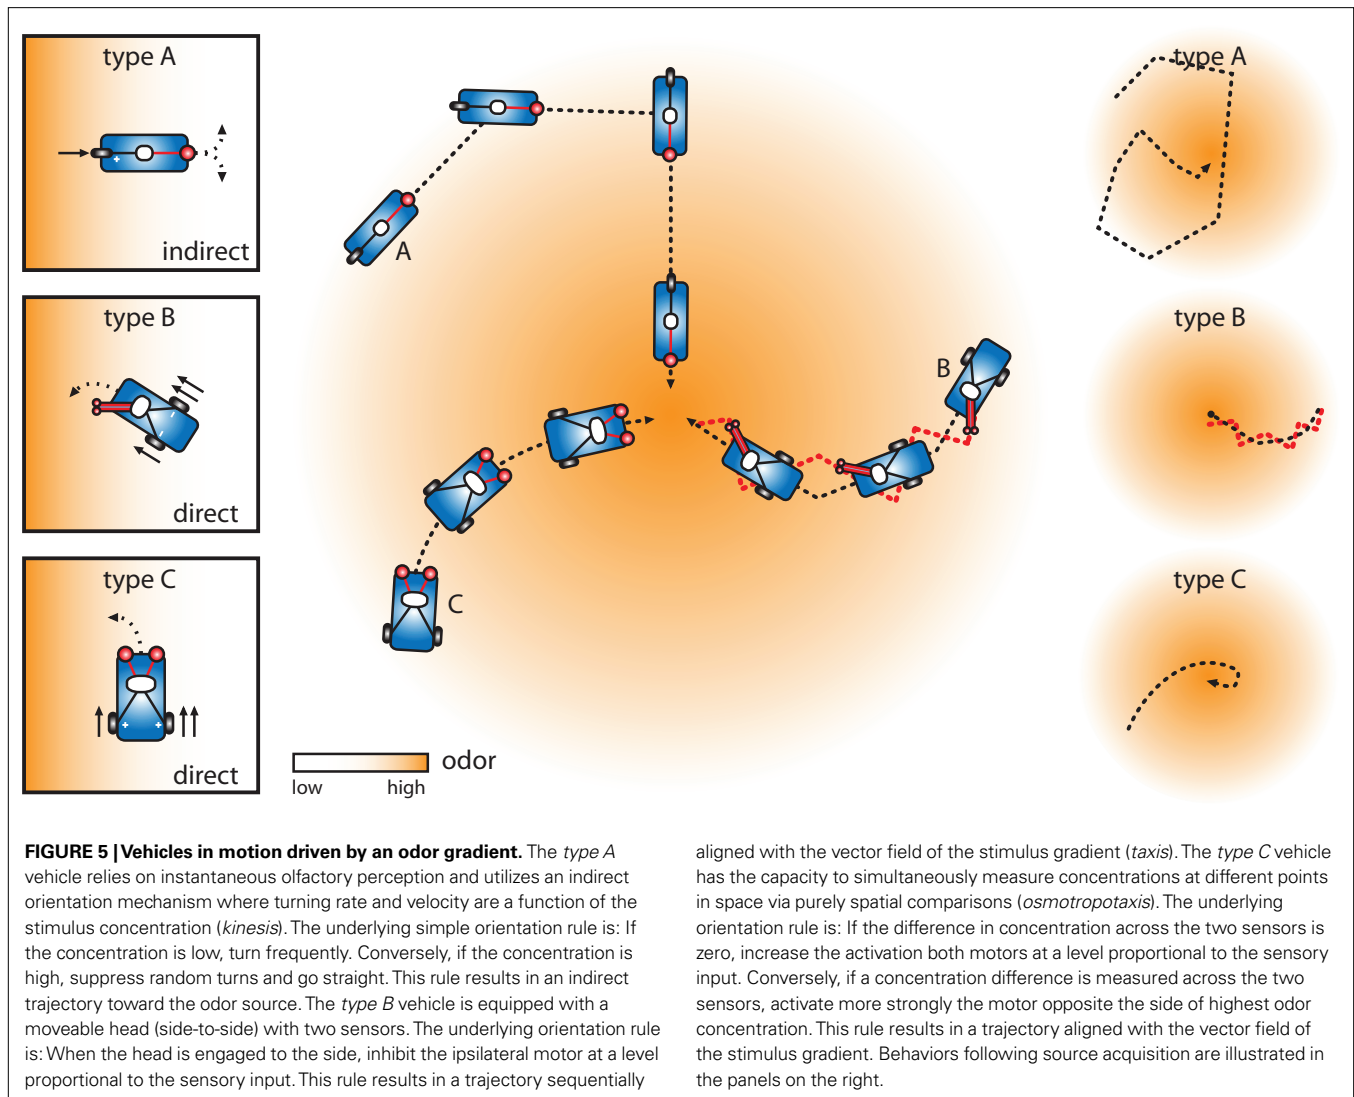 type A
indirect
type B
direct
type C
direct
A
B
C
odor
low high
type A
type B
type C
FIGURE 5 | Vehicles in motion driven by an odor gradient. The type A
vehicle relies on instantaneous olfactory perception and utilizes an indirect
orientation mechanism where turning rate and velocity are a function of the
stimulus concentration (kinesis). The underlying simple orientation rule is: If
the concentration is low, turn frequently. Conversely, if the concentration is
high, suppress random turns and go straight. This rule results in an indirect
trajectory toward the odor source. The type B vehicle is equipped with a
moveable head (side-to-side) with two sensors. The underlying orientation rule
is: When the head is engaged to the side, inhibit the ipsilateral motor at a level
proportional to the sensory input. This rule results in a trajectory sequentially
aligned with the vector field of the stimulus gradient (taxis). The type C vehicle
has the capacity to simultaneously measure concentrations at different points
in space via purely spatial comparisons (osmotropotaxis). The underlying
orientation rule is: If the difference in concentration across the two sensors is
zero, increase the activation both motors at a level proportional to the sensory
input. Conversely, if a concentration difference is measured across the two
sensors, activate more strongly the motor opposite the side of highest odor
concentration. This rule results in a trajectory aligned with the vector field of
the stimulus gradient. Behaviors following source acquisition are illustrated in
the panels on the right.